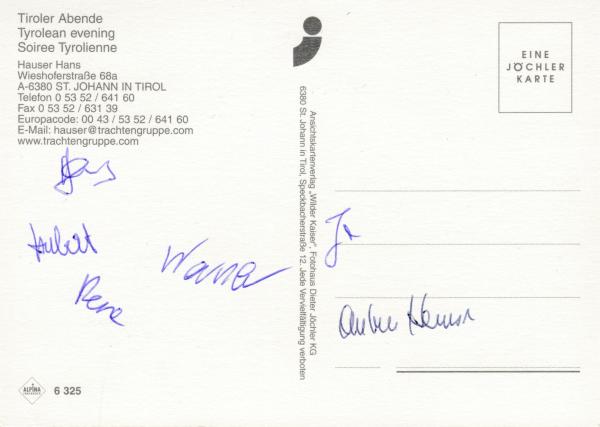 Tiroler Abende
Tyrolean evening
Soiree Tyrolienne
Hauser Hans
Wieshoferstraße 68a
A-6380 ST. JOHANN IN TIROL
Telefon 0 53 52 / 641 60
Fax 0 53 52 / 631 39
Europacode: 00 43 / 53 52 / 641 60
E-Mail: hauser@trachtengruppe.com
www.trachtengruppe.com
Hans
Hubert
Rene
ALPINA
6 325
Ansichtskartenverlag „Wilder Kaiser", Fotohaus Dieter Jöchler KG
6380 St. Johann in Tirol, Speckbacherstraße 12. Jede Vervielfältigung verboten
EINE
JÖCHLER
KARTE